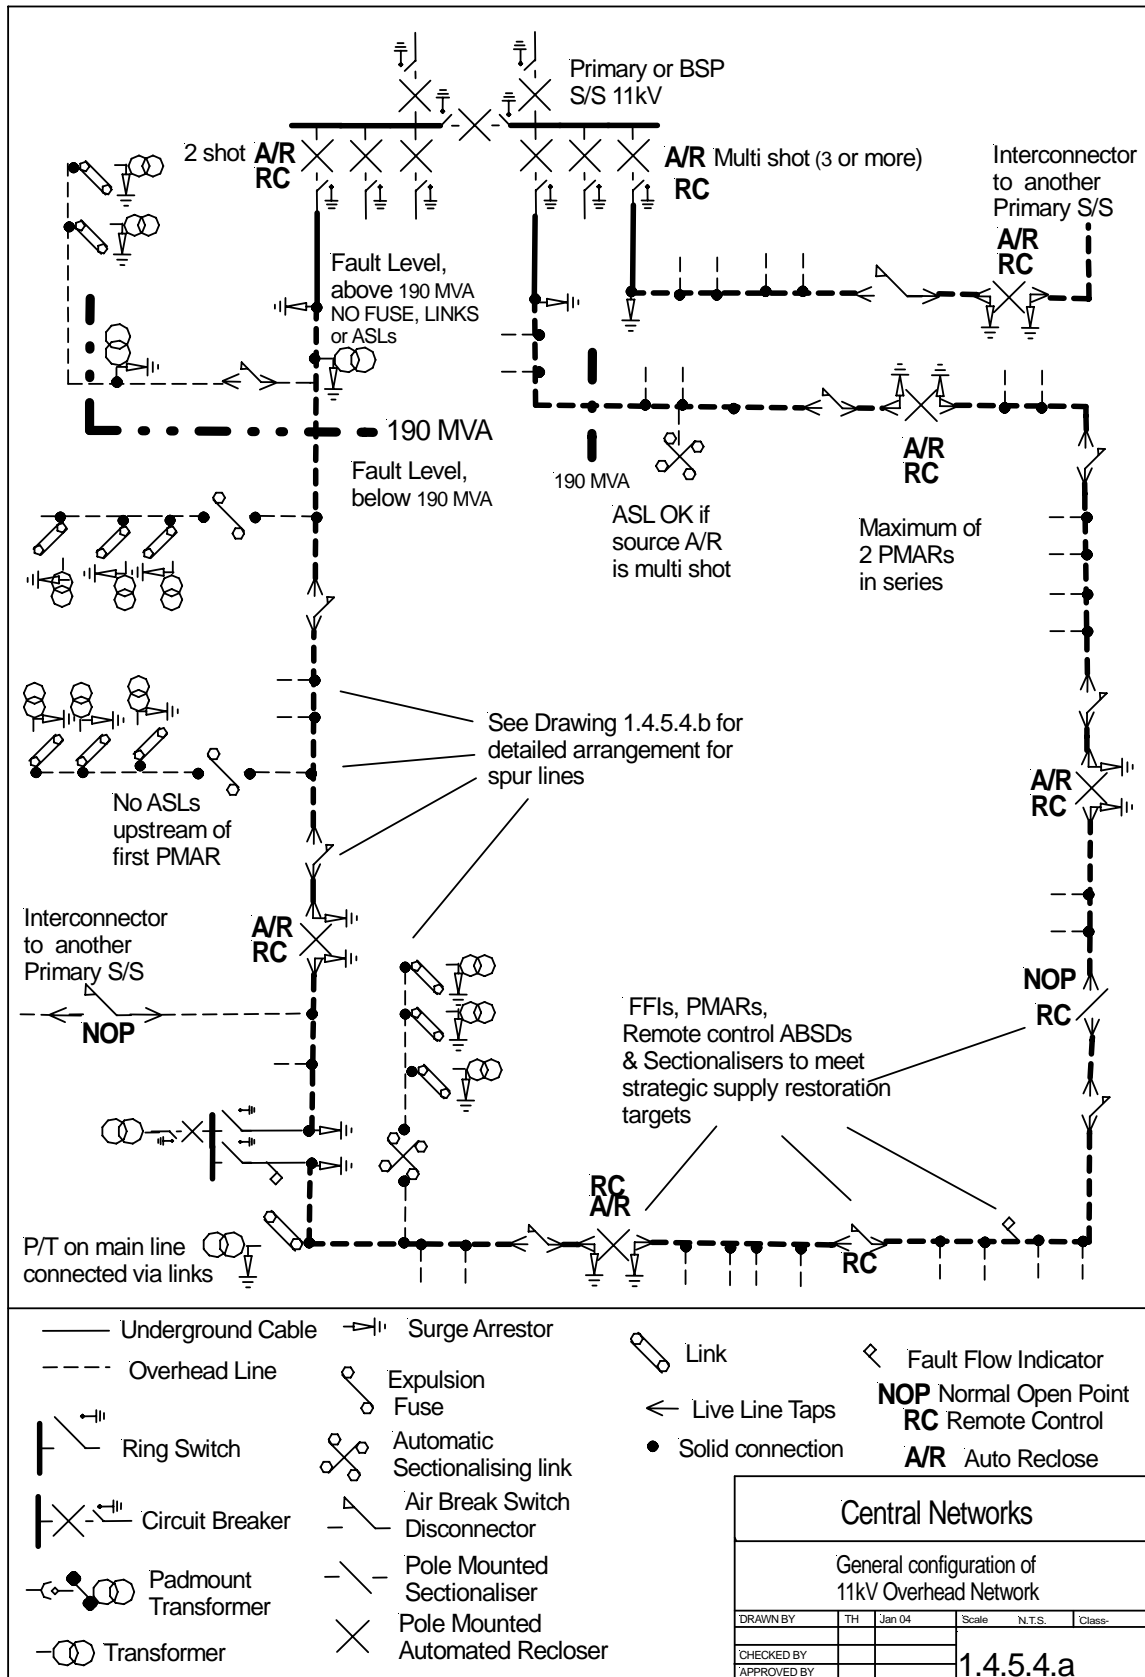 Primary or BSP
S/S 11kV
2 shot A/R
RC
A/R Multi shot (3 or more)
RC
Interconnector
to another
Primary S/S
A/R
RC
Fault Level,
above 190 MVA
NO FUSE, LINKS
or ASLs
190 MVA
Fault Level,
below 190 MVA
190 MVA
A/R
RC
ASL OK if
source A/R
is multi shot
Maximum of
2 PMARs
in series
See Drawing 1.4.5.4.b for
detailed arrangement for
spur lines
No ASLs
upstream of
first PMAR
A/R
RC
Interconnector
to another
Primary S/S
NOP
A/R
RC
NOP
RC
FFIs, PMARs,
Remote control ABSDs
& Sectionalisers to meet
strategic supply restoration
targets
RC
A/R
RC
P/T on main line
connected via links
Underground Cable
Overhead Line
Ring Switch
Circuit Breaker
Padmount
Transformer
Transformer
Surge Arrestor
Expulsion
Fuse
Automatic
Sectionalising link
Air Break Switch
Disconnector
Pole Mounted
Sectionaliser
Pole Mounted
Automated Recloser
Link
Live Line Taps
Solid connection
Fault Flow Indicator
NOP Normal Open Point
RC Remote Control
A/R Auto Reclose
Central Networks
General configuration of
11kV Overhead Network
DRAWN BY TH Jan 04 Scale N.T.S. Class-
CHECKED BY
APPROVED BY
1.4.5.4.a